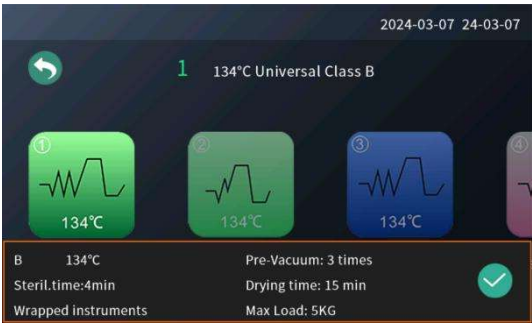 2024-03-07 24-03-07
1 134°C Universal Class B
① ② ③ ④
134℃ 134℃ 134℃
B 134℃ Pre-Vacuum: 3 times
Steril.time:4min Drying time: 15 min
Wrapped instruments Max Load: 5KG